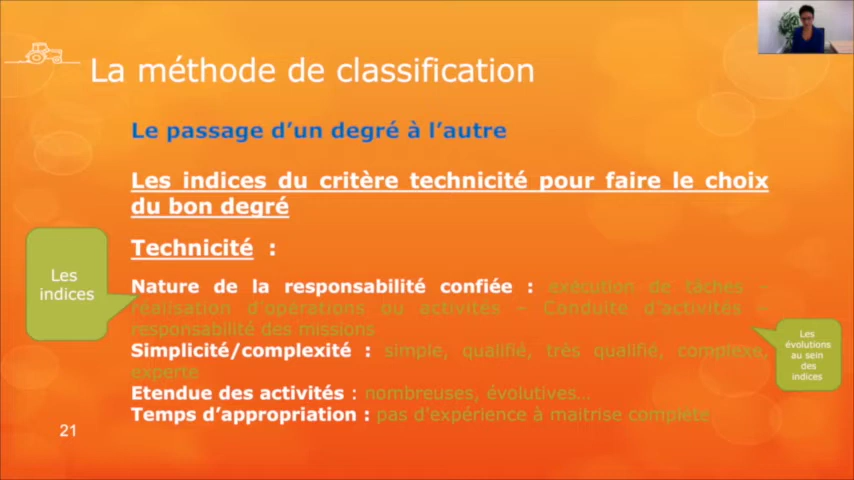 La méthode de classification
Le passage d'un degré à l'autre
Les indices du critère technicité pour faire le choix
du bon degré
Technicité :
Les
indices
Nature de la responsabilité confiée : exécution de tâches –
réalisation d'opérations ou activités – Conduite d'activités –
responsabilité des missions
Simplicité/complexité : simple, qualifié, très qualifié, complexe,
experte
Etendue des activités : nombreuses, évolutives…
Temps d'appropriation : pas d'expérience à maitrise complète
Les
évolutions
au sein
des
indices
21